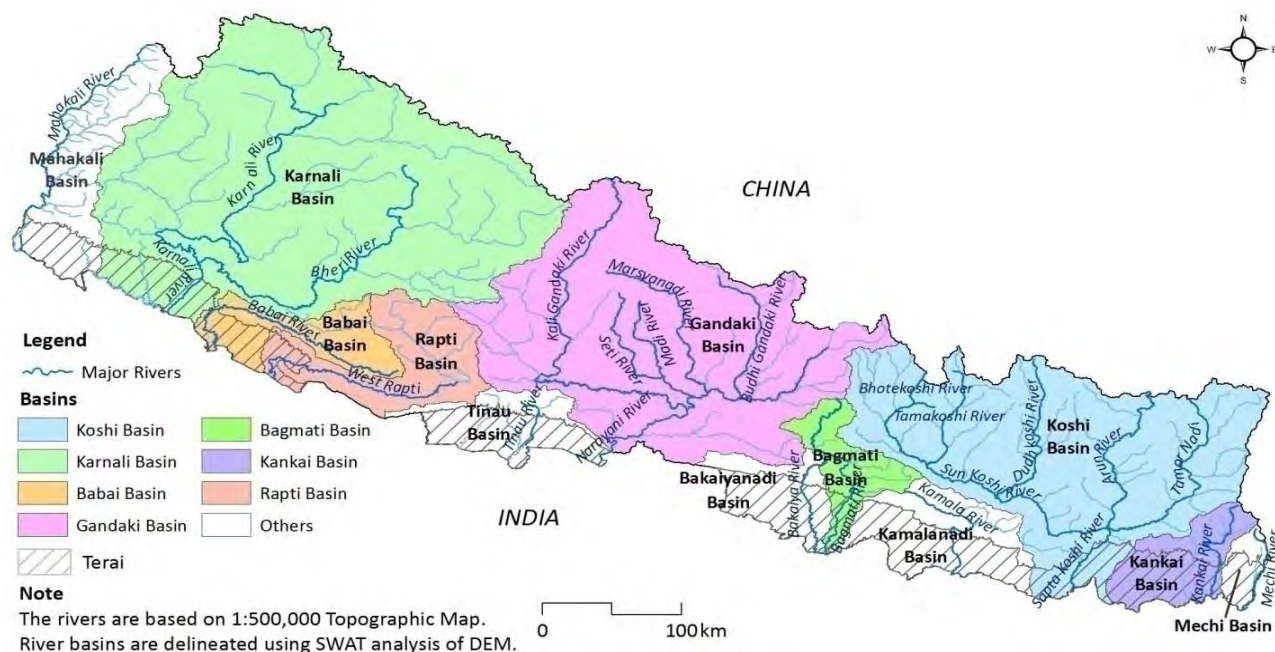 N
W
E
S
Mahakali River
Mahakali
Basin
Karnali River
Karnali
Basin
Bheri River
Karnali River
CHINA
Kali Gandaki River
Marsyanadi River
Seti River
Madi River
Gandaki
Basin
Budhi Gandaki River
Babai River
Babai
Basin
Rapti
Basin
West Rapti
Tinau
Basin
Tinau River
Narayani River
Bhotekoshi River
Tamakoshi River
Dudh koshi River
Koshi
Basin
Arun River
Tamor Nadi
Sun Koshi River
Bagmati
Basin
Bakaiyanadi
Basin
Bakaiya River
Bagmati River
Kamala River
Kamalanadi
Basin
Sapta Koshi River
Kankai
Basin
Kankai River
Mechi River
Mechi Basin
INDIA
Legend
Major Rivers
Basins
Koshi Basin
Bagmati Basin
Karnali Basin
Kankai Basin
Babai Basin
Rapti Basin
Gandaki Basin
Others
Terai
Note
The rivers are based on 1:500,000 Topographic Map.
River basins are delineated using SWAT analysis of DEM.
0 100 km